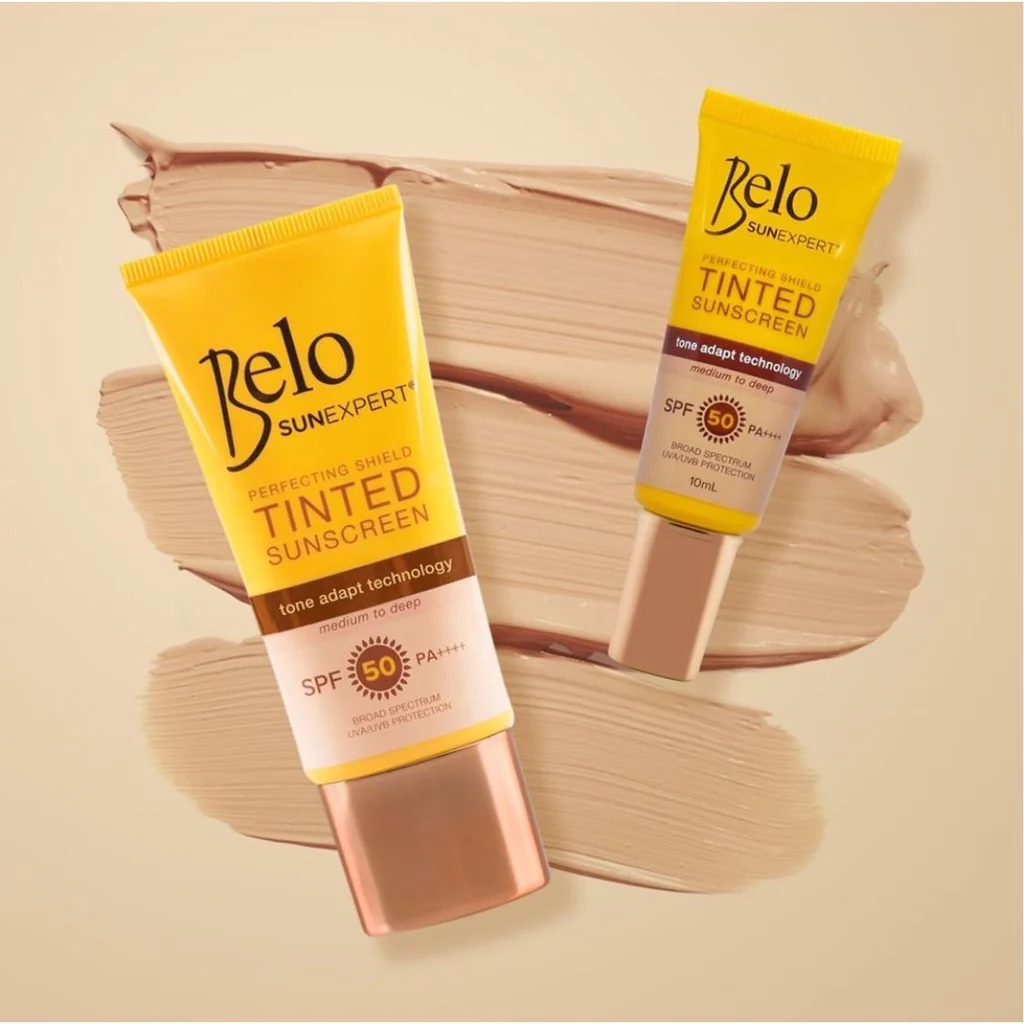 Belo
SUNEXPERT®
PERFECTING SHIELD
TINTED
SUNSCREEN
tone adapt technology
medium to deep
SPF 50 PA++++
BROAD SPECTRUM
UVA/UVB PROTECTION
Belo
SUNEXPERT®
PERFECTING SHIELD
TINTED
SUNSCREEN
tone adapt technology
medium to deep
SPF 50 PA++++
BROAD SPECTRUM
UVA/UVB PROTECTION
10mL